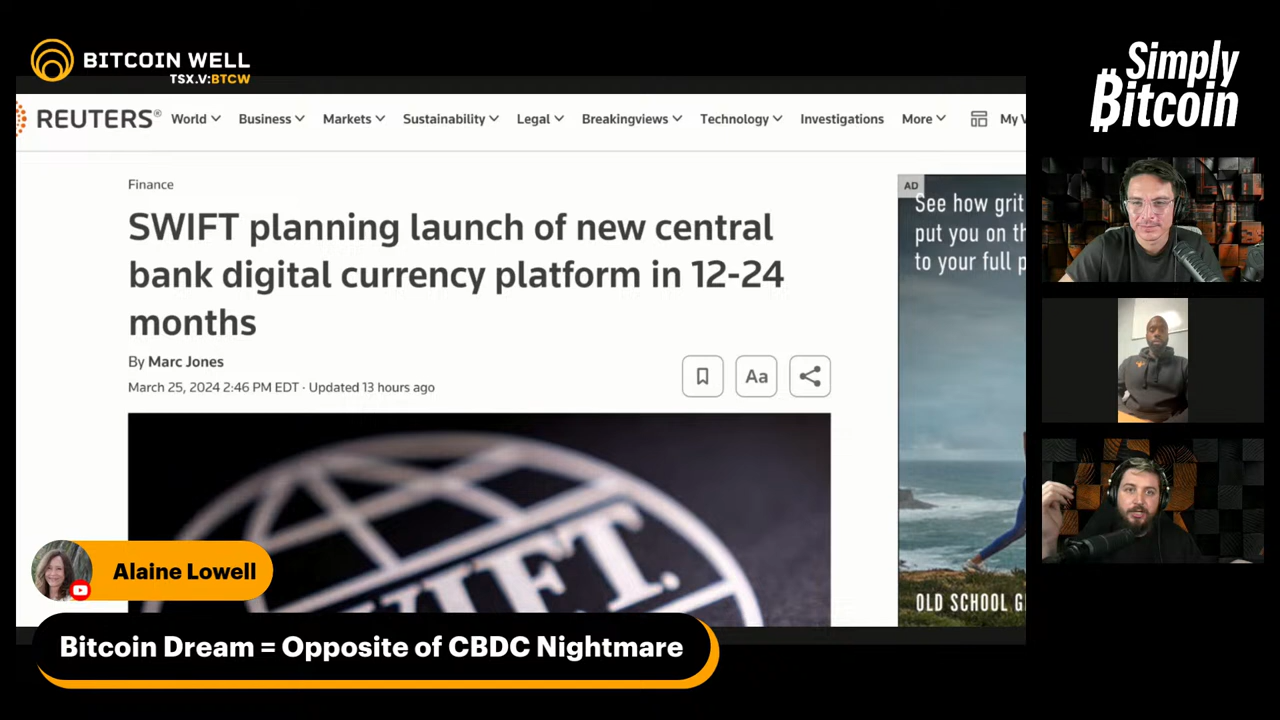 BITCOIN WELL
TSX.V:BTCW
Simply
Bitcoin
REUTERS®
World
Business
Markets
Sustainability
Legal
Breakingviews
Technology
Investigations
More
My
Finance
SWIFT planning launch of new central
bank digital currency platform in 12-24
months
By Marc Jones
March 25, 2024 2:46 PM EDT · Updated 13 hours ago
Aa
AD
See how grit
put you on th
to your full p
OLD SCHOOL G
SWIFT.
Alaine Lowell
Bitcoin Dream = Opposite of CBDC Nightmare